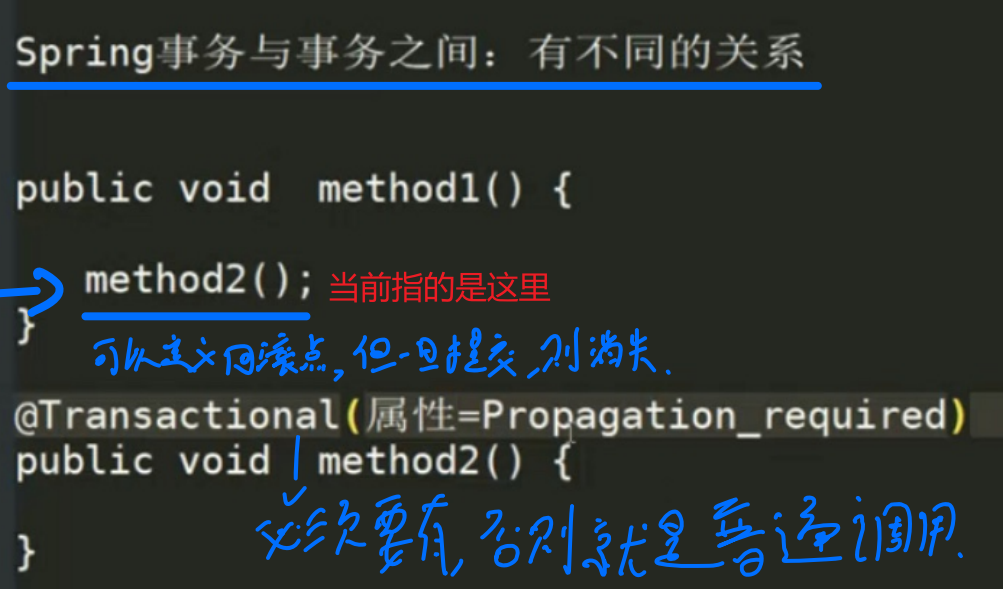 Spring事务与事务之间：有不同的关系
public void  method1() {
method2(); 当前指的是这里
}
可以定义回滚点，但一旦提交，则消失.
@Transactional(属性=Propagation_required)
public void  method2() {
必须要有，否则就是普通调用.
}